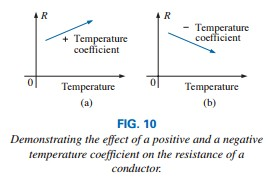 R
+ Temperature
coefficient
0
Temperature
(a)
R
− Temperature
coefficient
0
Temperature
(b)
FIG. 10
Demonstrating the effect of a positive and a negative
temperature coefficient on the resistance of a
conductor.